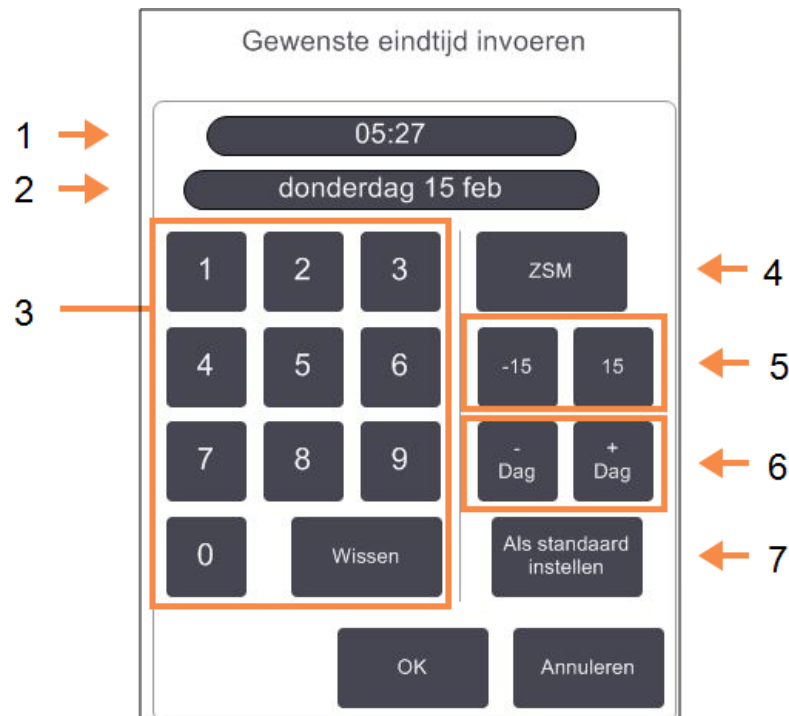 Gewenste eindtijd invoeren
1
05:27
2
donderdag 15 feb
3
1 2 3
4 5 6
7 8 9
0 Wissen
ZSM
4
-15 15
5
- +
Dag Dag
6
Als standaard
instellen
7
OK Annuleren